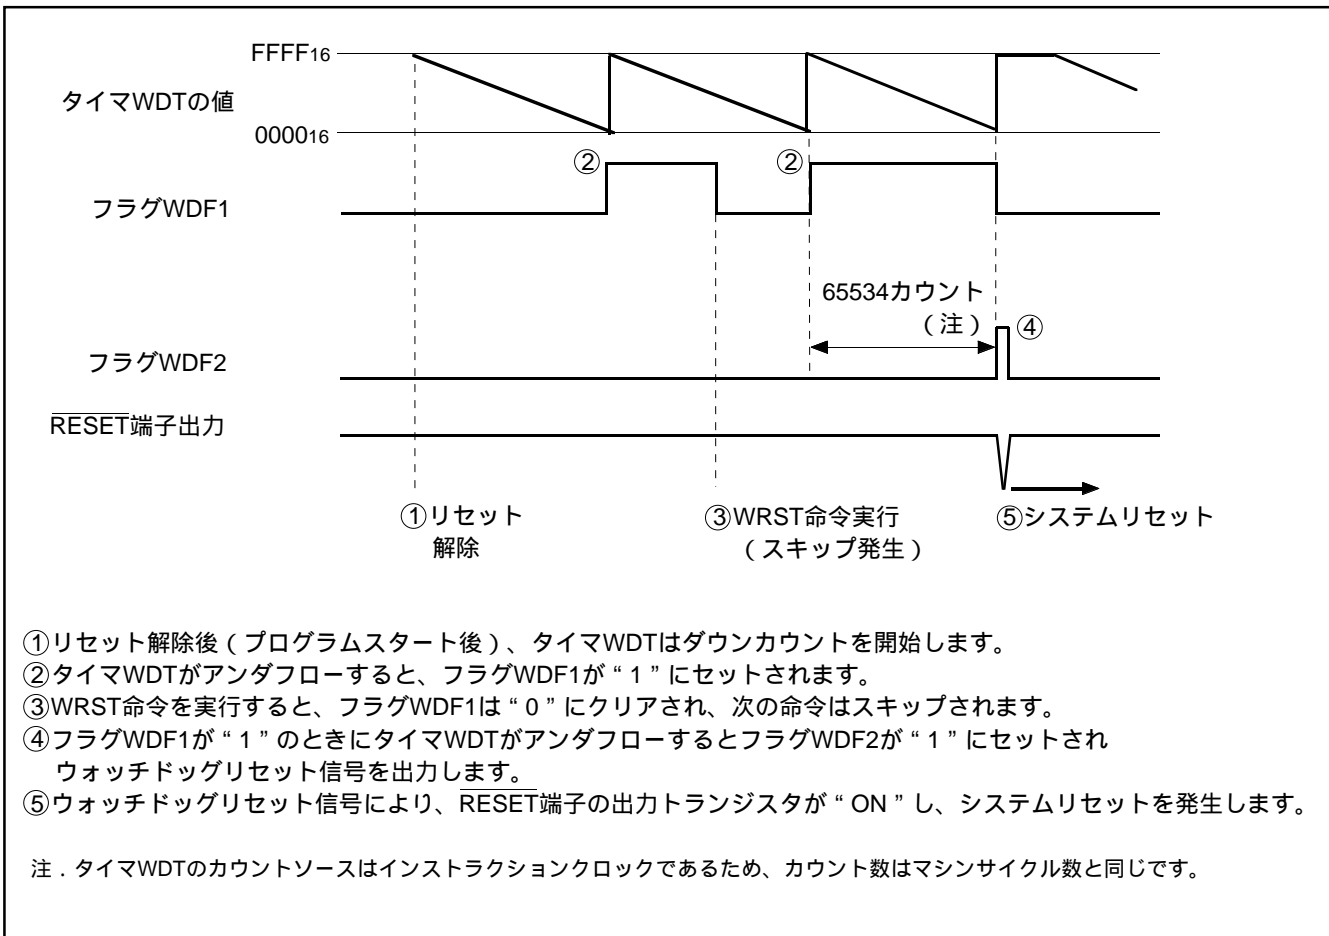 FFFF16
タイマWDTの値
000016
② ②
フラグWDF1
65534カウント
(注) ④
フラグWDF2
RESET端子出力
①リセット
解除
③WRST命令実行
(スキップ発生)
⑤システムリセット
①リセット解除後(プログラムスタート後)、タイマWDTはダウンカウントを開始します。
②タイマWDTがアンダフローすると、フラグWDF1が“1”にセットされます。
③WRST命令を実行すると、フラグWDF1は“0”にクリアされ、次の命令はスキップされます。
④フラグWDF1が“1”のときにタイマWDTがアンダフローするとフラグWDF2が“1”にセットされ
ウォッチドッグリセット信号を出力します。
⑤ウォッチドッグリセット信号により、RESET端子の出力トランジスタが“ON”し、システムリセットを発生します。
注.タイマWDTのカウントソースはインストラクションクロックであるため、カウント数はマシンサイクル数と同じです。